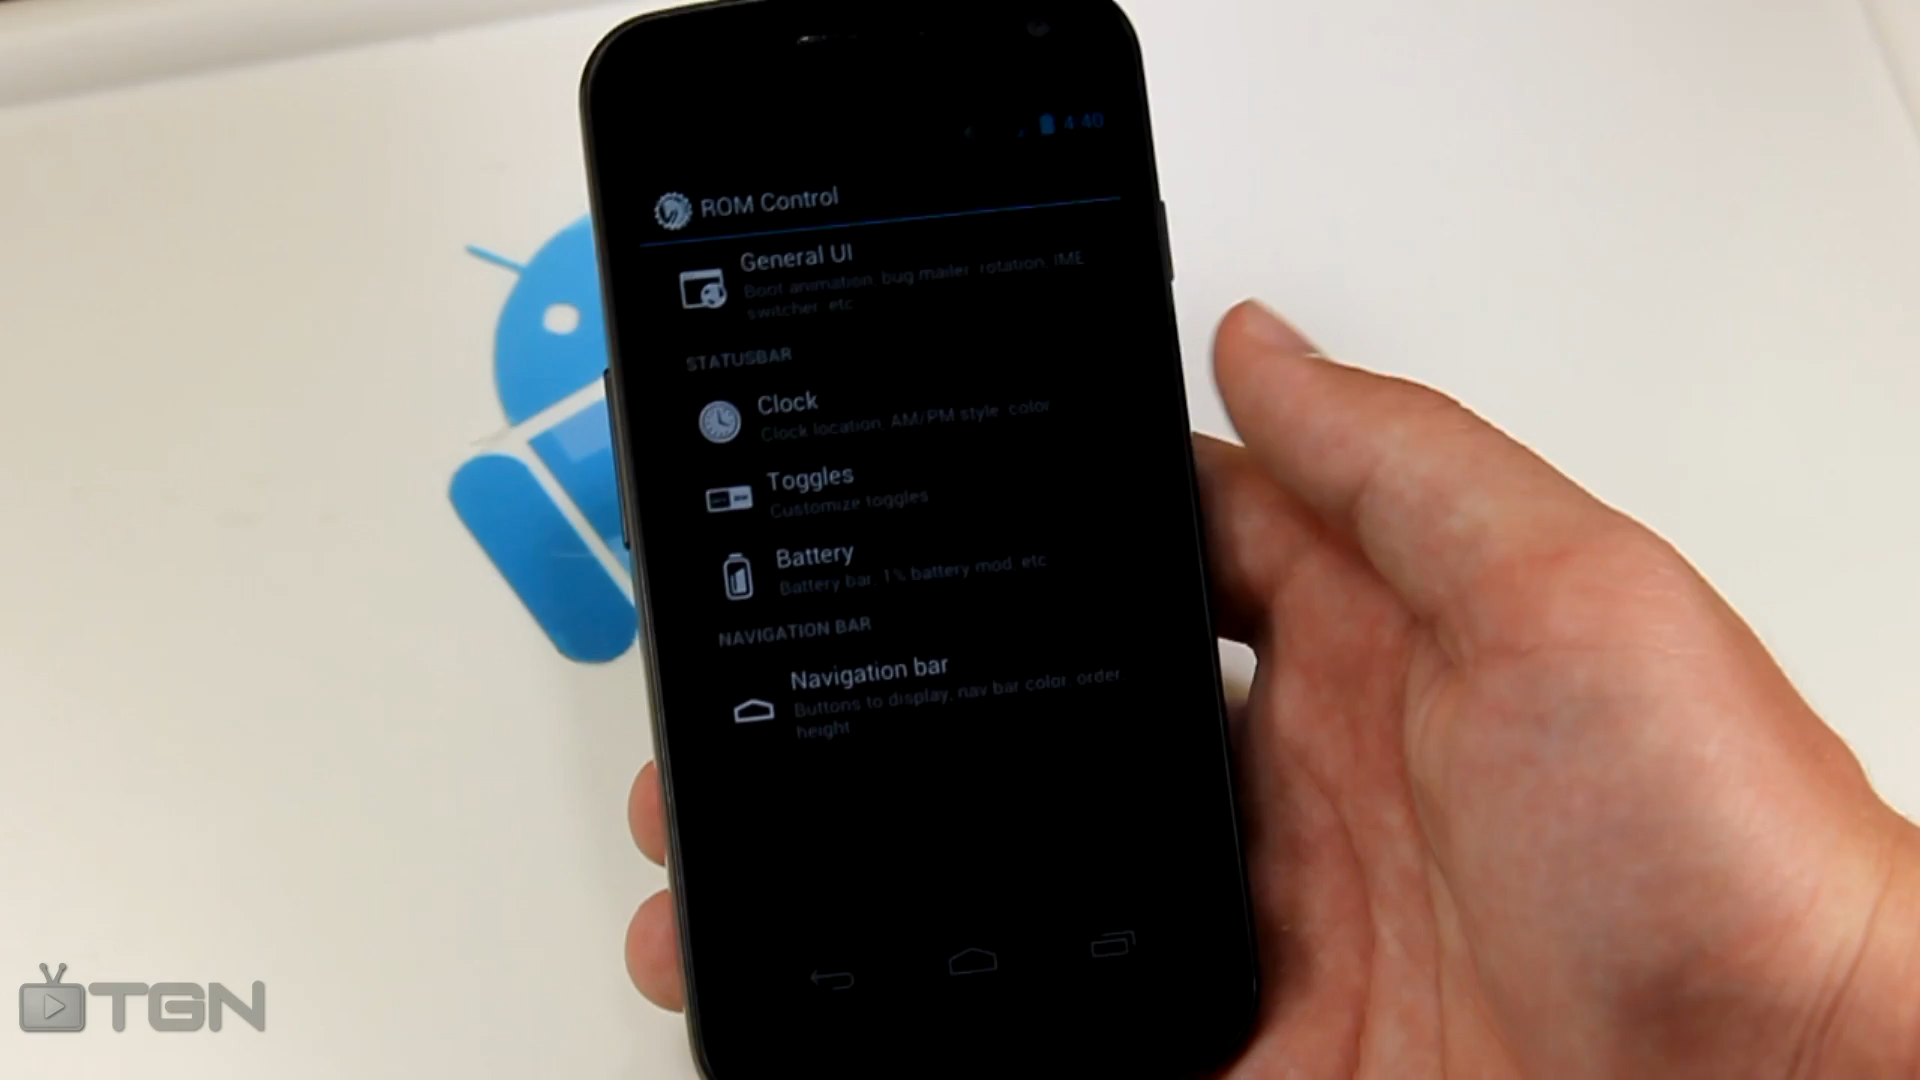 4:40
ROM Control
General UI
Boot animation, bug mailer, rotation, IME
switcher, etc
STATUSBAR
Clock
Clock location, AM/PM style, color
Toggles
Customize toggles
Battery
Battery bar, 1% battery mod, etc
NAVIGATION BAR
Navigation bar
Buttons to display, nav bar color, order,
height
TGN